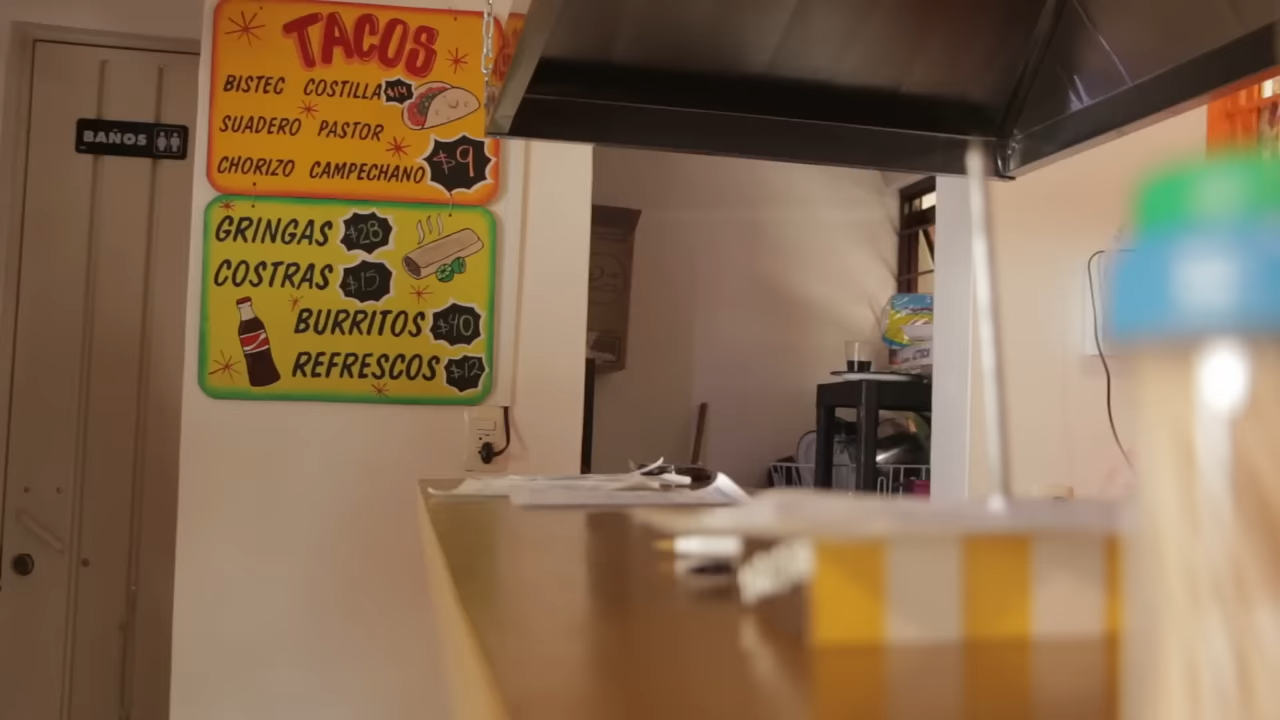 TACOS
BISTEC COSTILLA $14
SUADERO PASTOR
CHORIZO CAMPECHANO $9
BAÑOS
GRINGAS $28
COSTRAS $15
BURRITOS $40
REFRESCOS $12